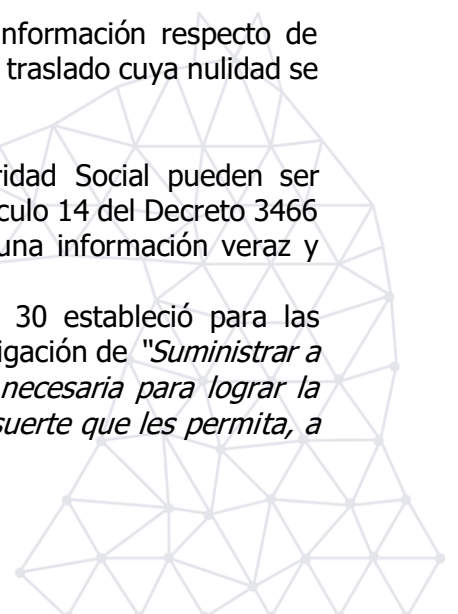 nformación respecto de
traslado cuya nulidad se
ridad Social pueden ser
culo 14 del Decreto 3466
una información veraz y
30 estableció para las
igación de "Suministrar a
necesaria para lograr la
suerte que les permita, a